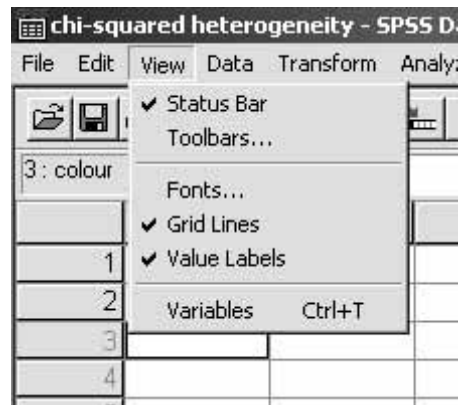 chi-squared heterogeneity - SPSS D
File Edit View Data Transform Analy
Status Bar
Toolbars...
3 : colour
Fonts...
Grid Lines
1 Value Labels
2 Variables Ctrl+T
3
4